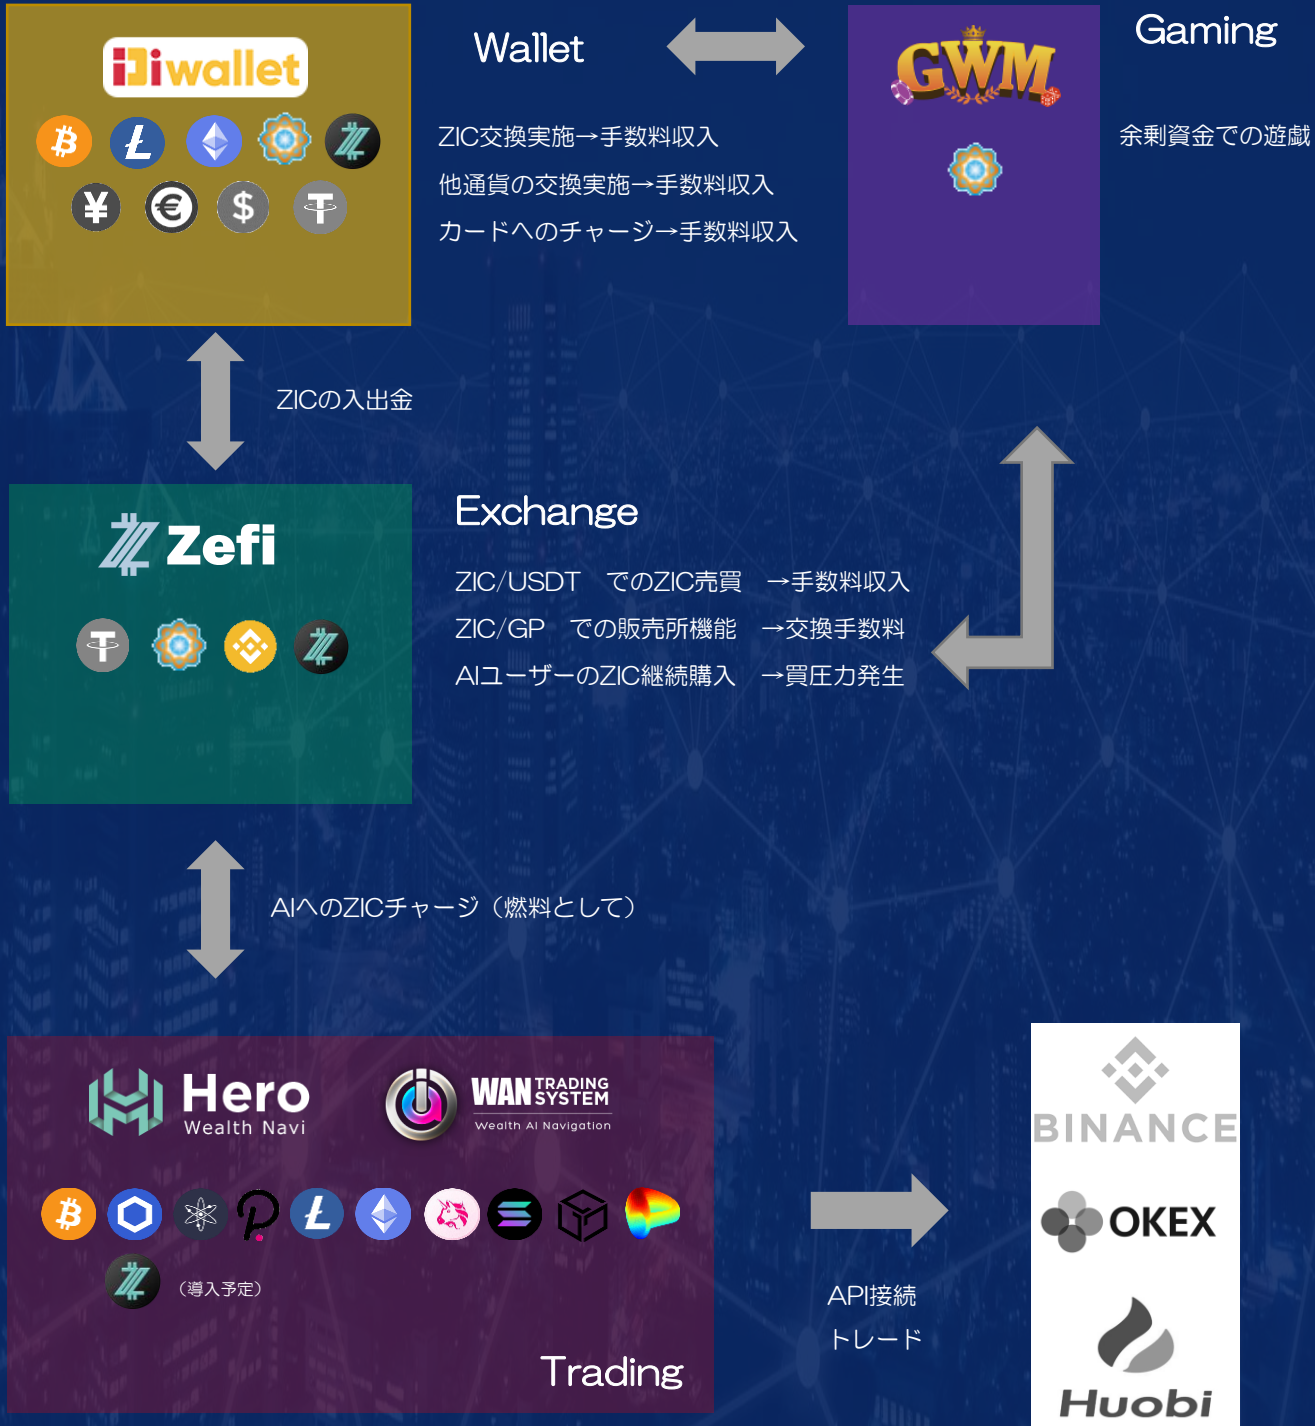 iDiwallet
Wallet
ZIC交換実施→手数料収入
他通貨の交換実施→手数料収入
カードへのチャージ→手数料収入
GWM
Gaming
余剰資金での遊戯
ZICの入出金
Zefi
Exchange
ZIC/USDT　でのZIC売買　→手数料収入
ZIC/GP　での販売所機能　→交換手数料
AIユーザーのZIC継続購入　→買圧力発生
AIへのZICチャージ（燃料として）
Hero
Wealth Navi
WAN TRADING
SYSTEM
Wealth AI Navigation
（導入予定）
Trading
API接続
トレード
BINANCE
OKEX
Huobi